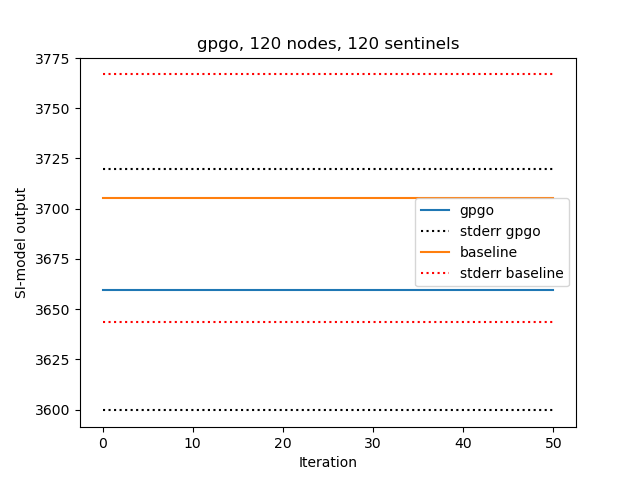 gpgo, 120 nodes, 120 sentinels
3775
3750
3725
3700
3675
3650
3625
3600
SI-model output
gpgo
stderr gpgo
baseline
stderr baseline
0 10 20 30 40 50
Iteration